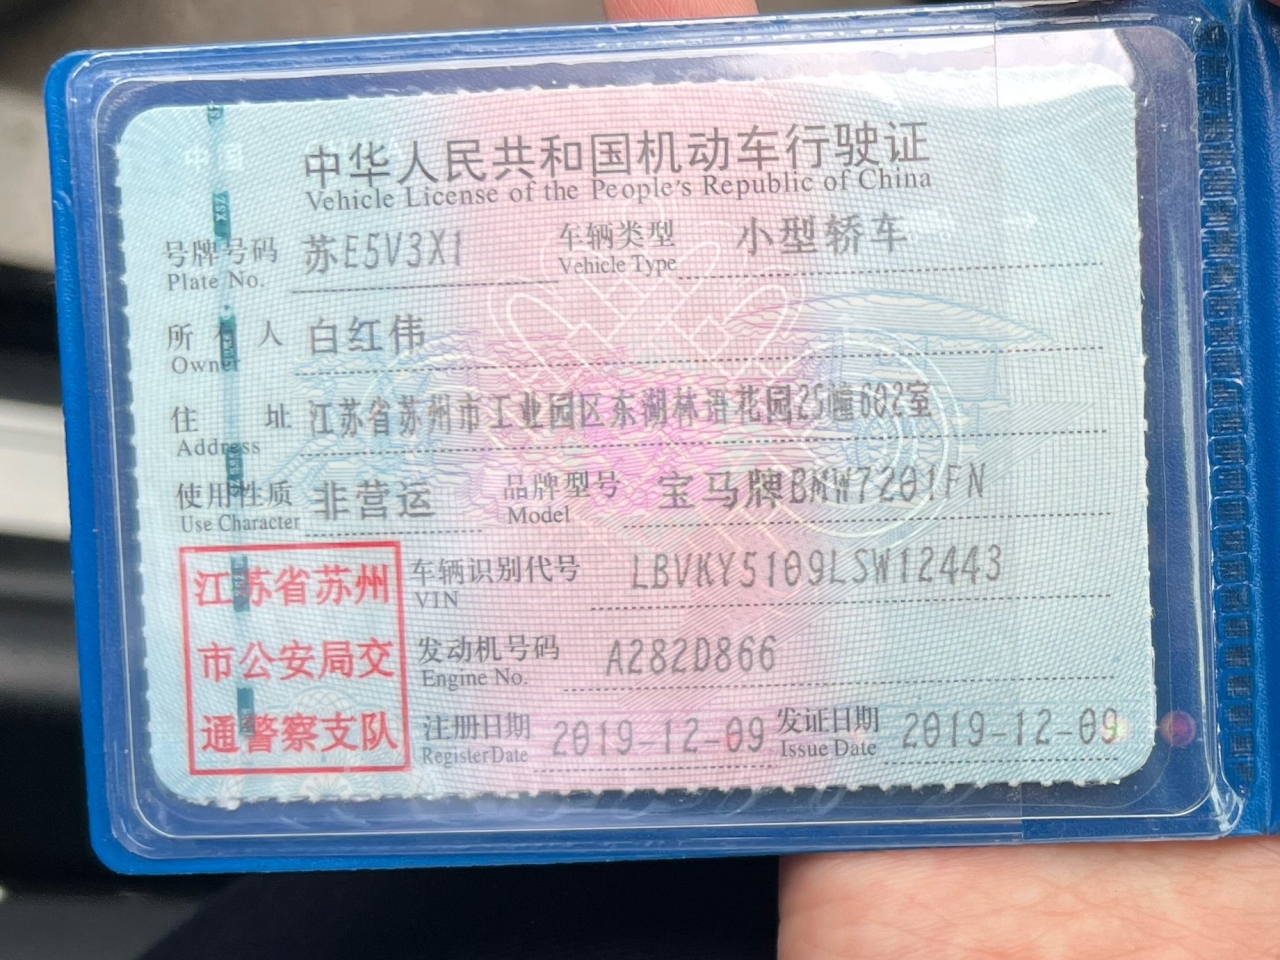 中华人民共和国机动车行驶证
Vehicle License of the People's Republic of China
号牌号码 苏E5V3X1 车辆类型 小型轿车
Plate No. Vehicle Type
所有人 白红伟
Owner
住址 江苏省苏州市工业园区东湖林语花园25幢602室
Address
使用性质 非营运 品牌型号 宝马牌BMW7201FN
Use Character Model
车辆识别代号 LBVKY5109LSW12443
VIN
发动机号码 A282D866
Engine No.
注册日期 2019-12-09 发证日期 2019-12-09
Register Date Issue Date
江苏省苏州
市公安局交
通警察支队